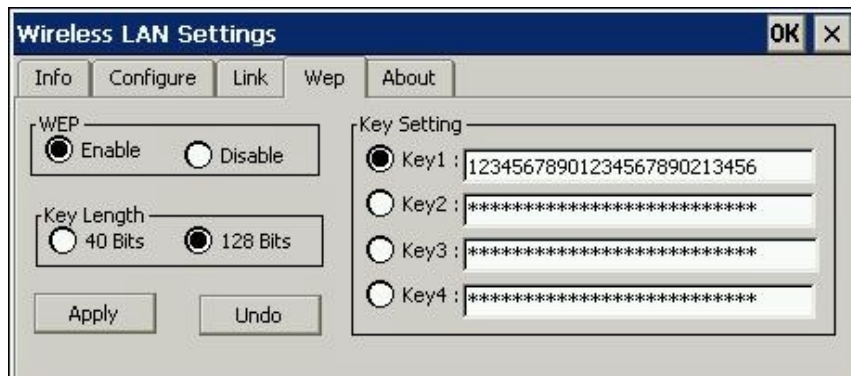 Wireless LAN Settings OK ×
Info Configure Link Wep About
WEP
Enable Disable
Key Length
40 Bits 128 Bits
Apply Undo
Key Setting
Key1 : 12345678901234567890213456
Key2 : **************************
Key3 : **************************
Key4 : **************************